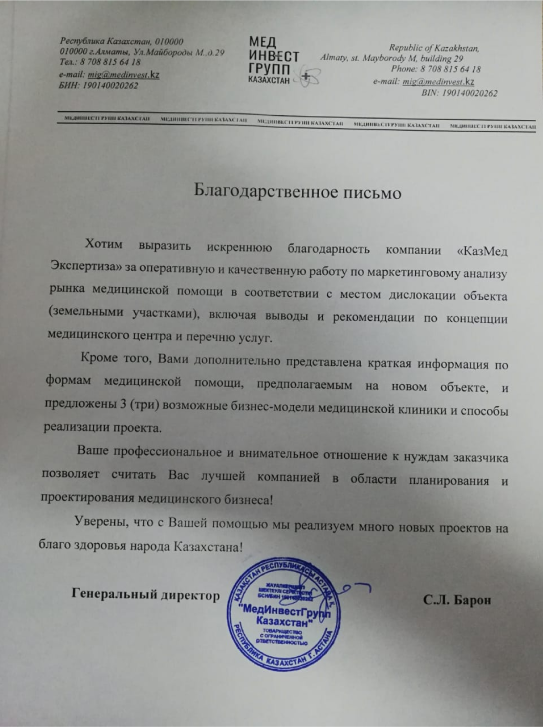 Республика Казахстан, 010000
010000 г.Алматы, Ул.Майбороды М.,д.29
Тел.: 8 708 815 64 18
e-mail: mig@medinvest.kz
БИН: 190140020262
МЕД
ИНВЕСТ
ГРУПП
КАЗАХСТАН
Republic of Kazakhstan,
Almaty, st. Mayborody M, building 29
Phone: 8 708 815 64 18
e-mail: mig@medinvest.kz
BIN: 190140020262
МЕДИНВЕСТГРУПП КАЗАХСТАН МЕДИНВЕСТГРУПП КАЗАХСТАН МЕДИНВЕСТГРУПП КАЗАХСТАН МЕДИНВЕСТГРУПП КАЗАХСТАН МЕДИНВЕСТГРУПП КАЗАХСТАН
Благодарственное письмо
Хотим выразить искреннюю благодарность компании «КазМед
Экспертиза» за оперативную и качественную работу по маркетинговому анализу
рынка медицинской помощи в соответствии с местом дислокации объекта
(земельными участками), включая выводы и рекомендации по концепции
медицинского центра и перечню услуг.
Кроме того, Вами дополнительно представлена краткая информация по
формам медицинской помощи, предполагаемым на новом объекте, и
предложены 3 (три) возможные бизнес-модели медицинской клиники и способы
реализации проекта.
Ваше профессиональное и внимательное отношение к нуждам заказчика
позволяет считать Вас лучшей компанией в области планирования и
проектирования медицинского бизнеса!
Уверены, что с Вашей помощью мы реализуем много новых проектов на
благо здоровья народа Казахстана!
Генеральный директор
С.Л. Барон
ҚАЗАҚСТАН РЕСПУБЛИКАСЫ АСТАНА Қ.
"МедИнвестГрупп
Казахстан"
ТОВАРИЩЕСТВО
С ОГРАНИЧЕННОЙ
ОТВЕТСТВЕННОСТЬЮ
РЕСПУБЛИКА КАЗАХСТАН Г. АСТАНА